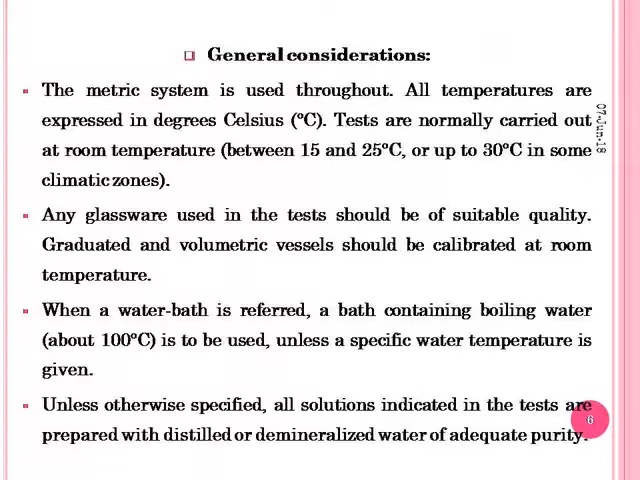 General considerations:
The metric system is used throughout. All temperatures are
expressed in degrees Celsius (ºC). Tests are normally carried out
at room temperature (between 15 and 25ºC, or up to 30ºC in some
climatic zones).
Any glassware used in the tests should be of suitable quality.
Graduated and volumetric vessels should be calibrated at room
temperature.
When a water-bath is referred, a bath containing boiling water
(about 100ºC) is to be used, unless a specific water temperature is
given.
Unless otherwise specified, all solutions indicated in the tests are
prepared with distilled or demineralized water of adequate purity.
07-Jun-18
6